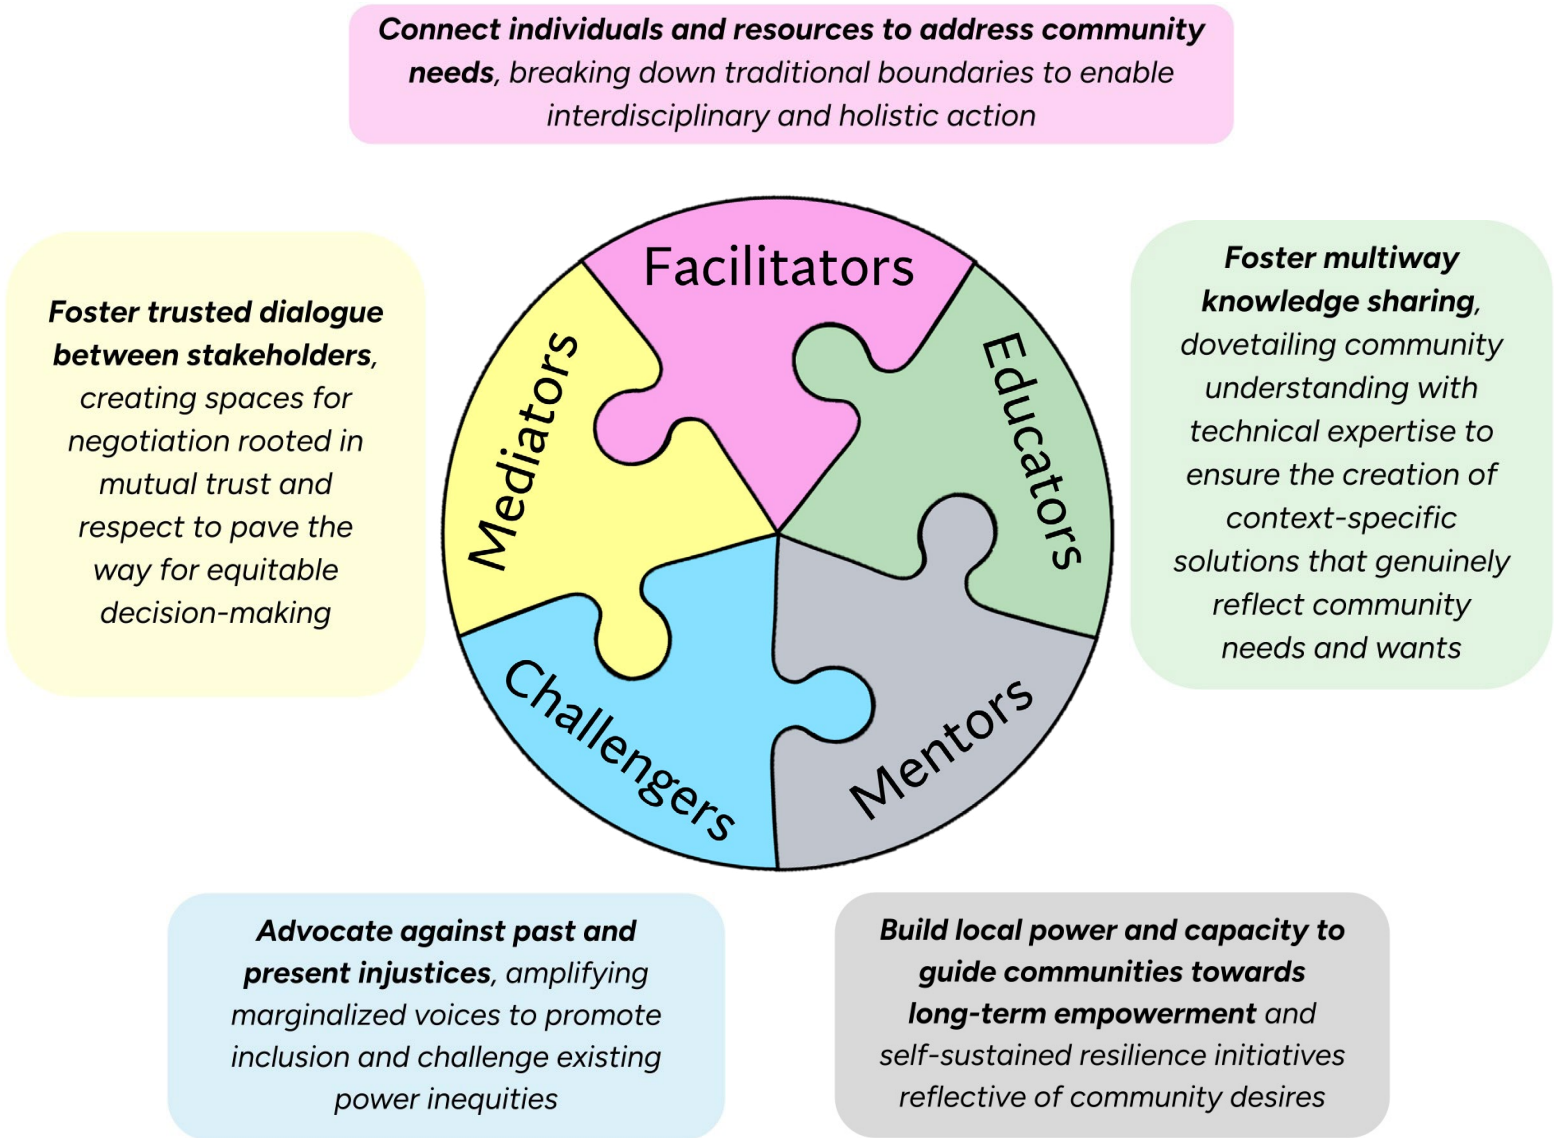 Connect individuals and resources to address community
needs, breaking down traditional boundaries to enable
interdisciplinary and holistic action
Facilitators
Foster trusted dialogue
between stakeholders,
creating spaces for
negotiation rooted in
mutual trust and
respect to pave the
way for equitable
decision-making
Mediators
Educators
Foster multiway
knowledge sharing,
dovetailing community
understanding with
technical expertise to
ensure the creation of
context-specific
solutions that genuinely
reflect community
needs and wants
Challengers
Mentors
Advocate against past and
present injustices, amplifying
marginalized voices to promote
inclusion and challenge existing
power inequities
Build local power and capacity to
guide communities towards
long-term empowerment and
self-sustained resilience initiatives
reflective of community desires